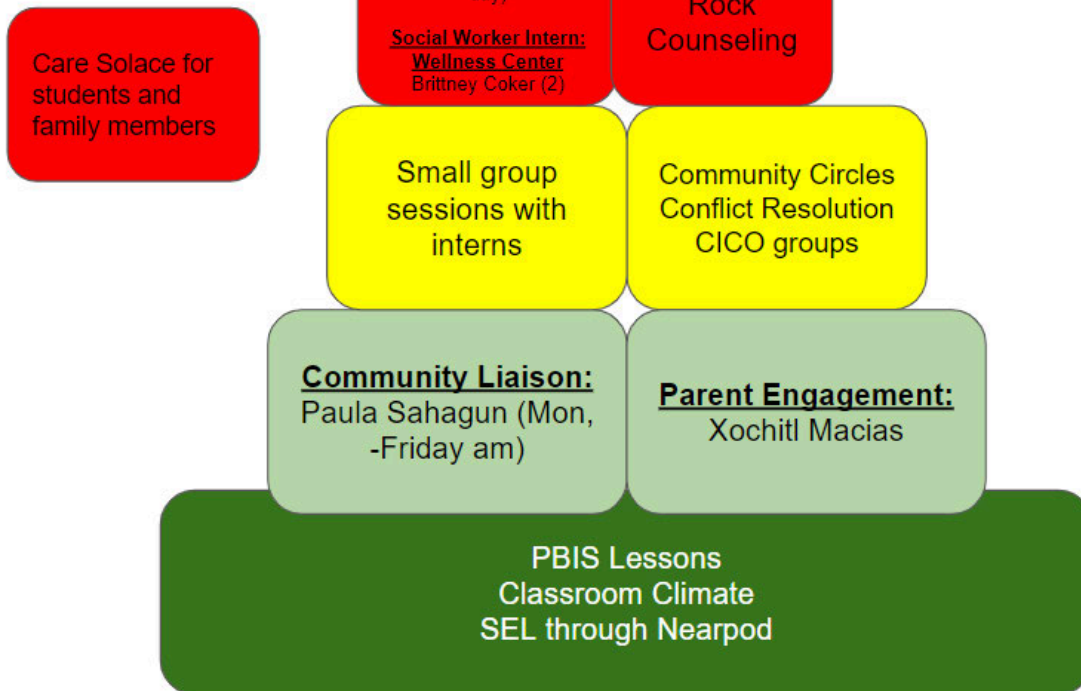 Rock
Counseling
Social Worker Intern:
Wellness Center
Brittney Coker (2)
Care Solace for
students and
family members
Small group
sessions with
interns
Community Circles
Conflict Resolution
CICO groups
Community Liaison:
Paula Sahagun (Mon,
-Friday am)
Parent Engagement:
Xochitl Macias
PBIS Lessons
Classroom Climate
SEL through Nearpod